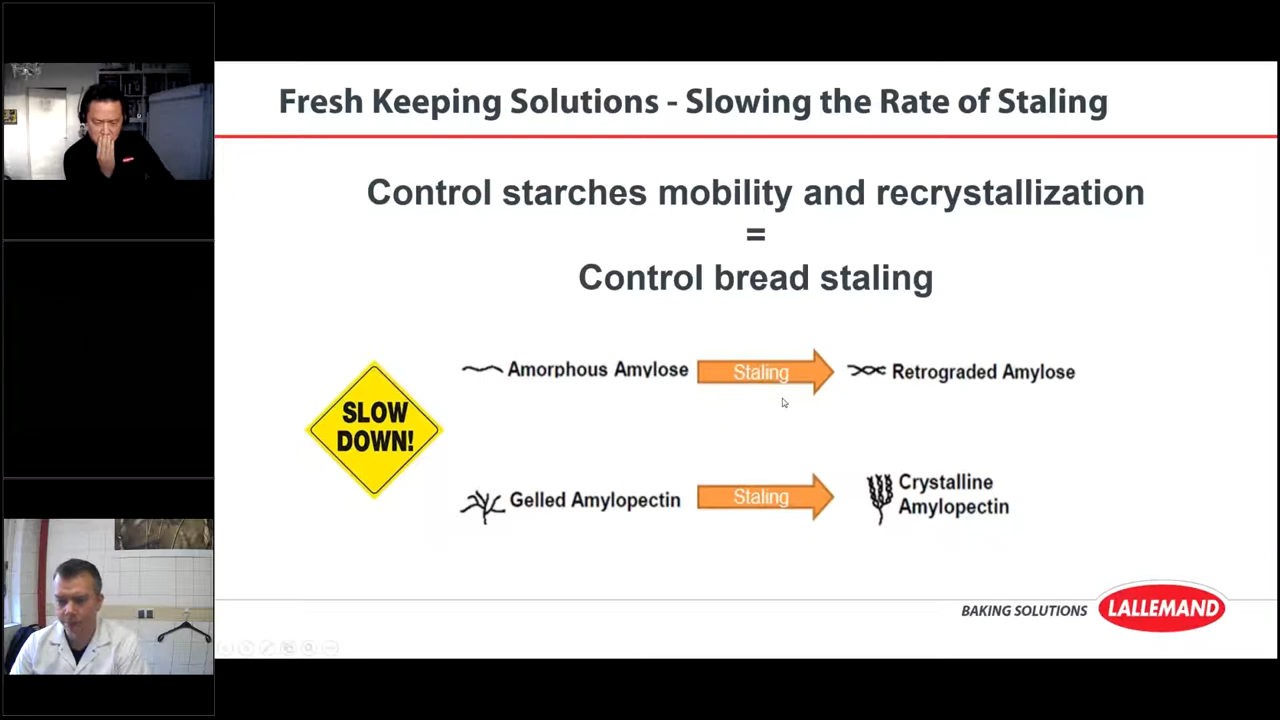 Fresh Keeping Solutions - Slowing the Rate of Staling
Control starches mobility and recrystallization
=
Control bread staling
Amorphous Amylose
Staling
Retrograded Amylose
SLOW
DOWN!
Gelled Amylopectin
Staling
Crystalline
Amylopectin
BAKING SOLUTIONS
LALLEMAND